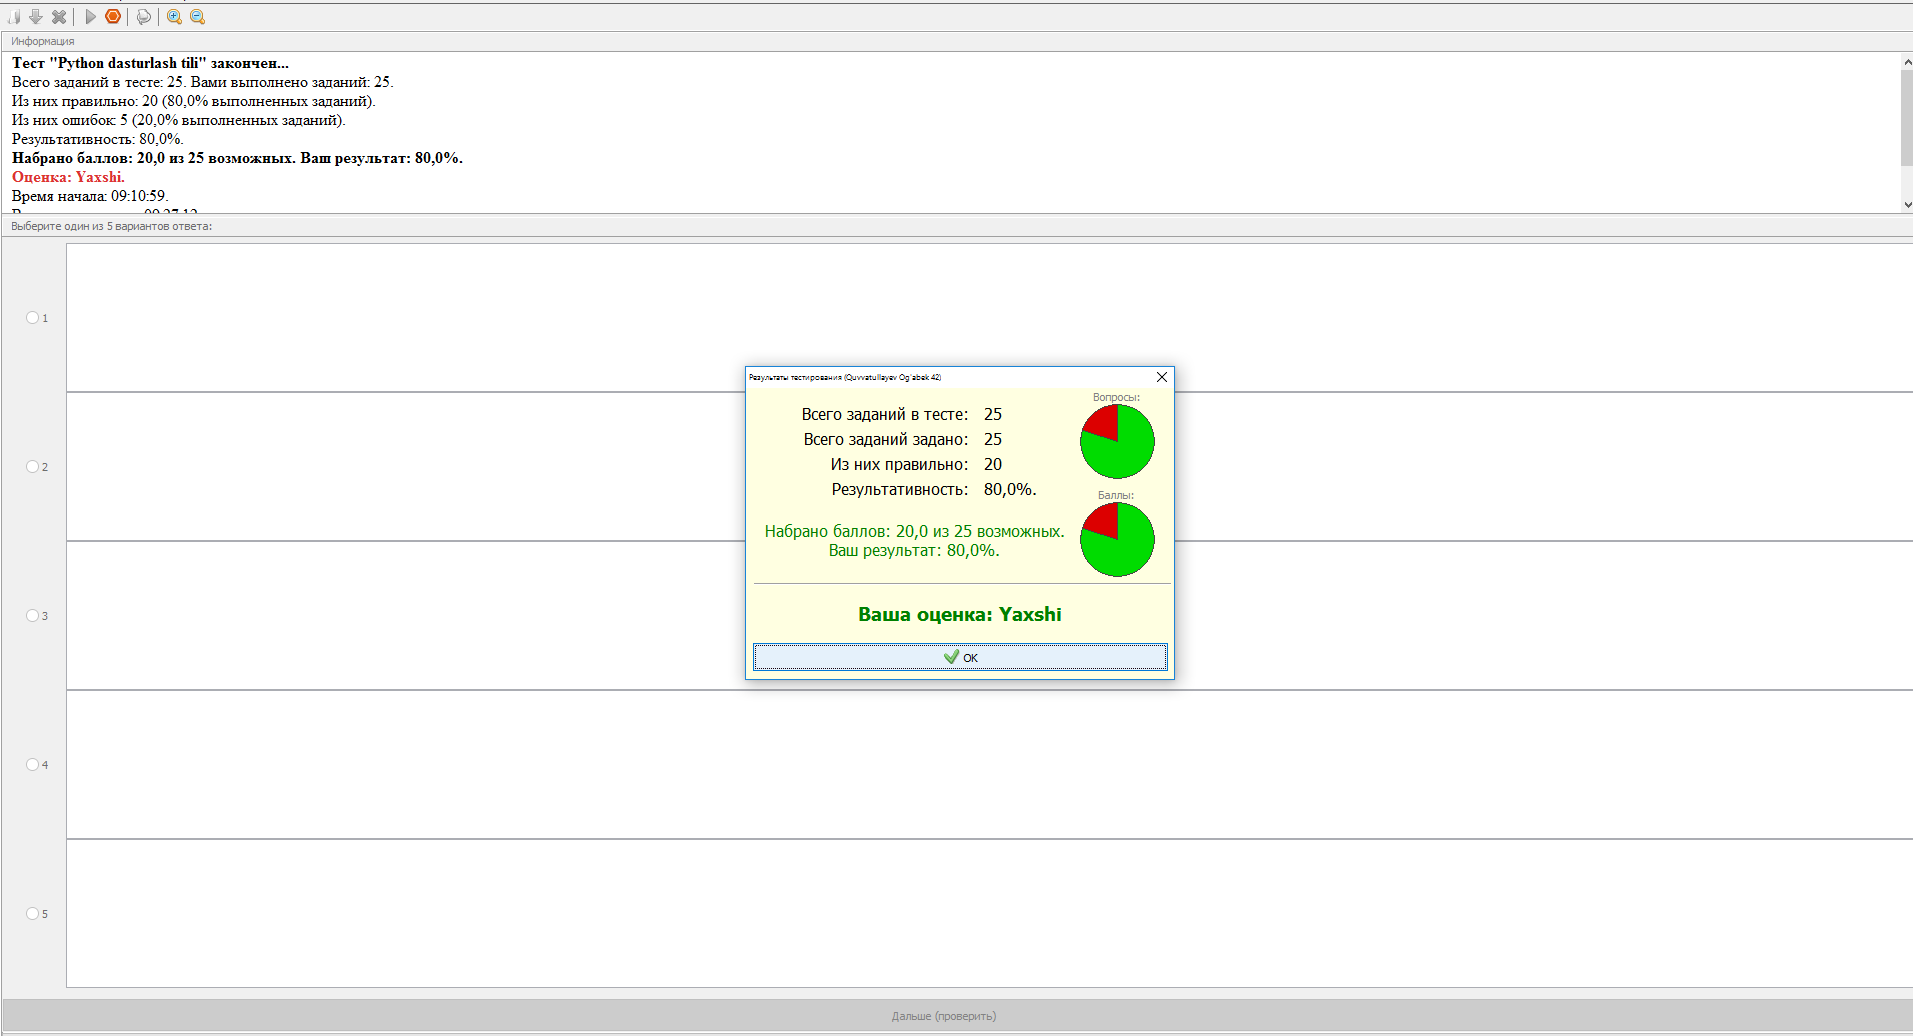 Информация
Тест "Python dasturlash tili" закончен...
Всего заданий в тесте: 25. Вами выполнено заданий: 25.
Из них правильно: 20 (80,0% выполненных заданий).
Из них ошибок: 5 (20,0% выполненных заданий).
Результативность: 80,0%.
Набрано баллов: 20,0 из 25 возможных. Ваш результат: 80,0%.
Оценка: Yaxshi.
Время начала: 09:10:59.
Выберите один из 5 вариантов ответа:
1
2
3
4
5
Результаты тестирования (Quvvatullayev Og'abek 42)
Всего заданий в тесте: 25
Всего заданий задано: 25
Из них правильно: 20
Результативность: 80,0%.
Вопросы:
Баллы:
Набрано баллов: 20,0 из 25 возможных.
Ваш результат: 80,0%.
Ваша оценка: Yaxshi
OK
Дальше (проверить)